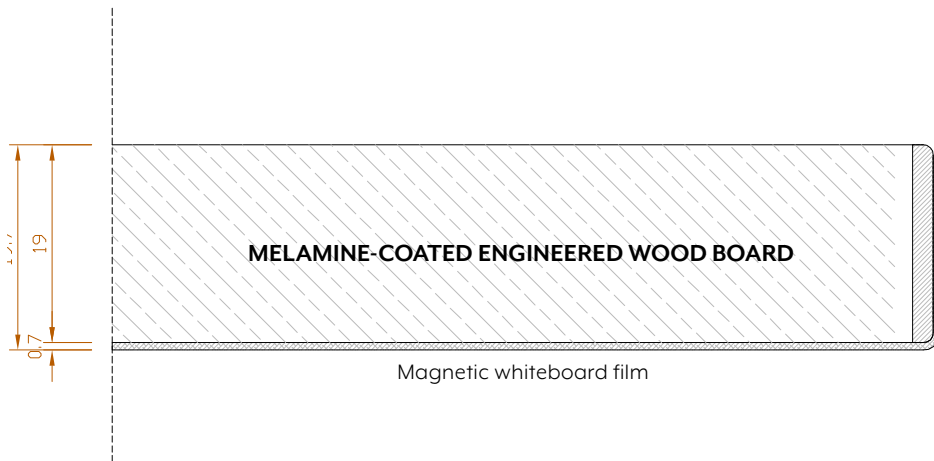 19
0,7
MELAMINE-COATED ENGINEERED WOOD BOARD
Magnetic whiteboard film